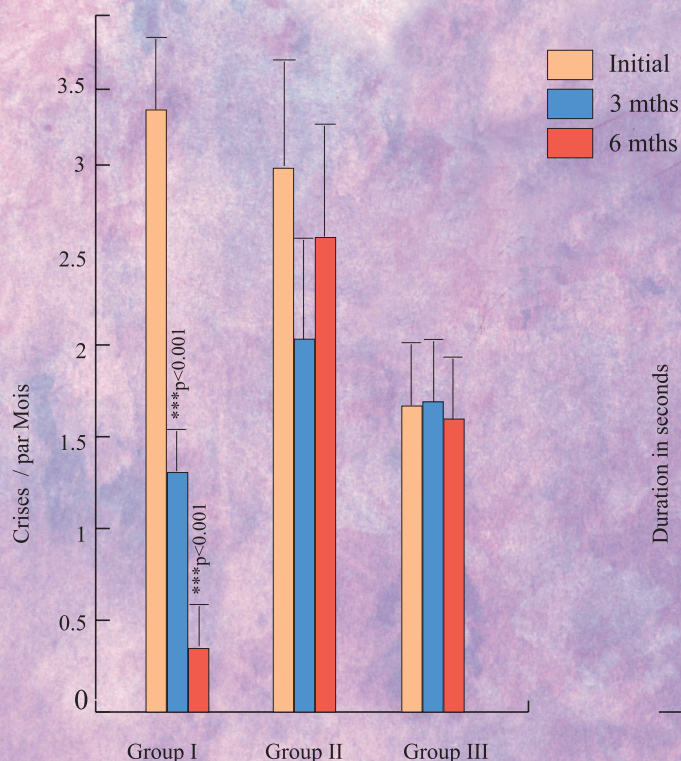 Initial
3 mths
6 mths
3.5
3
2.5
2
1.5
1
0.5
0
Crises / par Mois
***p<0.001
***p<0.001
Group I
Group II
Group III
Duration in seconds